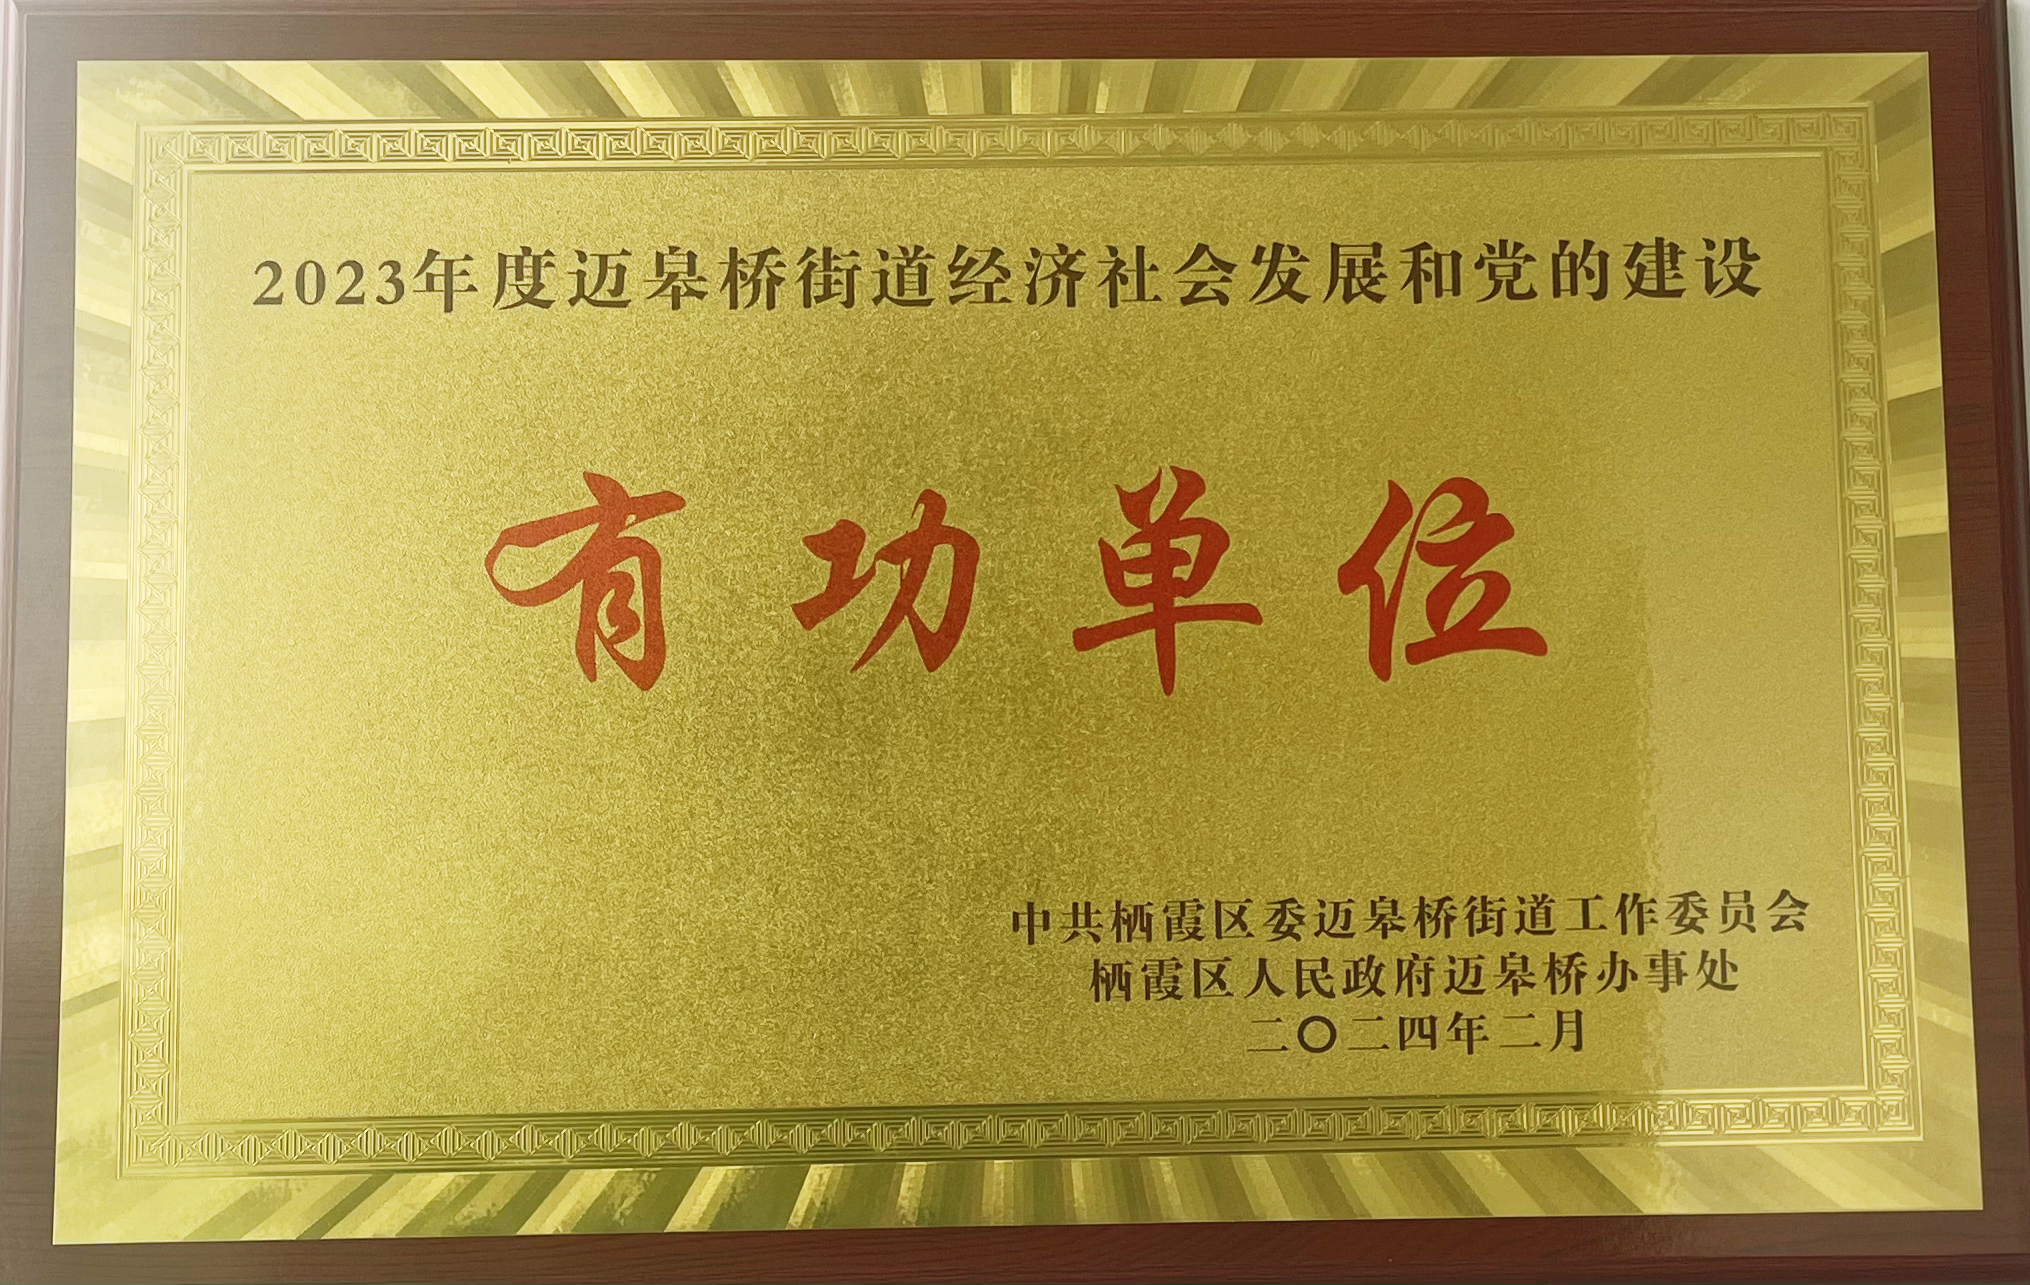 2023年度迈皋桥街道经济社会发展和党的建设
有功单位
中共栖霞区委迈皋桥街道工作委员会
栖霞区人民政府迈皋桥办事处
二〇二四年二月